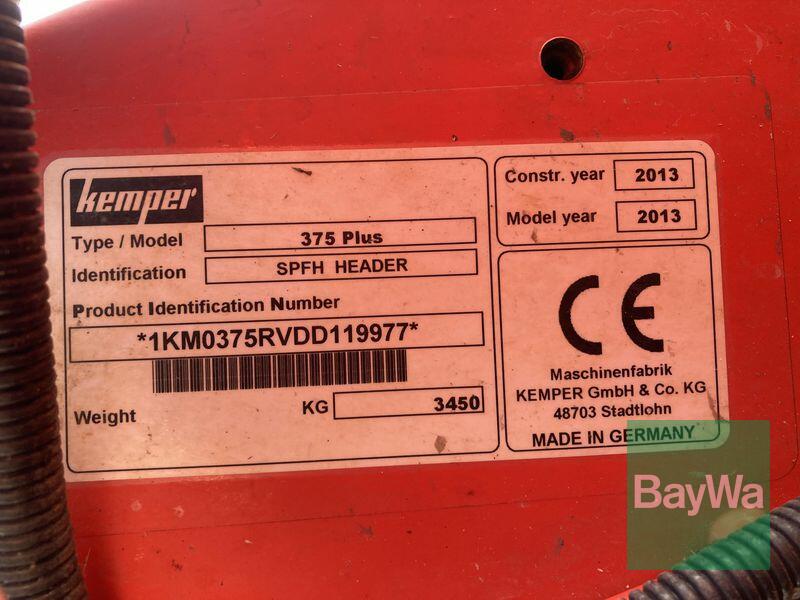 kemper
Type / Model 375 Plus
Identification SPFH HEADER
Product Identification Number
*1KM0375RVDD119977*
Weight KG 3450
Constr. year 2013
Model year 2013
CE
Maschinenfabrik
KEMPER GmbH & Co. KG
48703 Stadtlohn
MADE IN GERMANY
BayWa